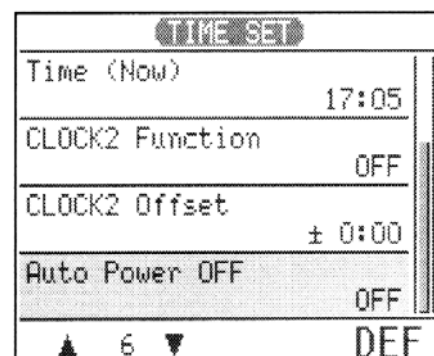 TIME SET
Time (Now)
17:05
CLOCK2 Function
OFF
CLOCK2 Offset
± 0:00
Auto Power OFF
OFF
▲ 6 ▼ DEF